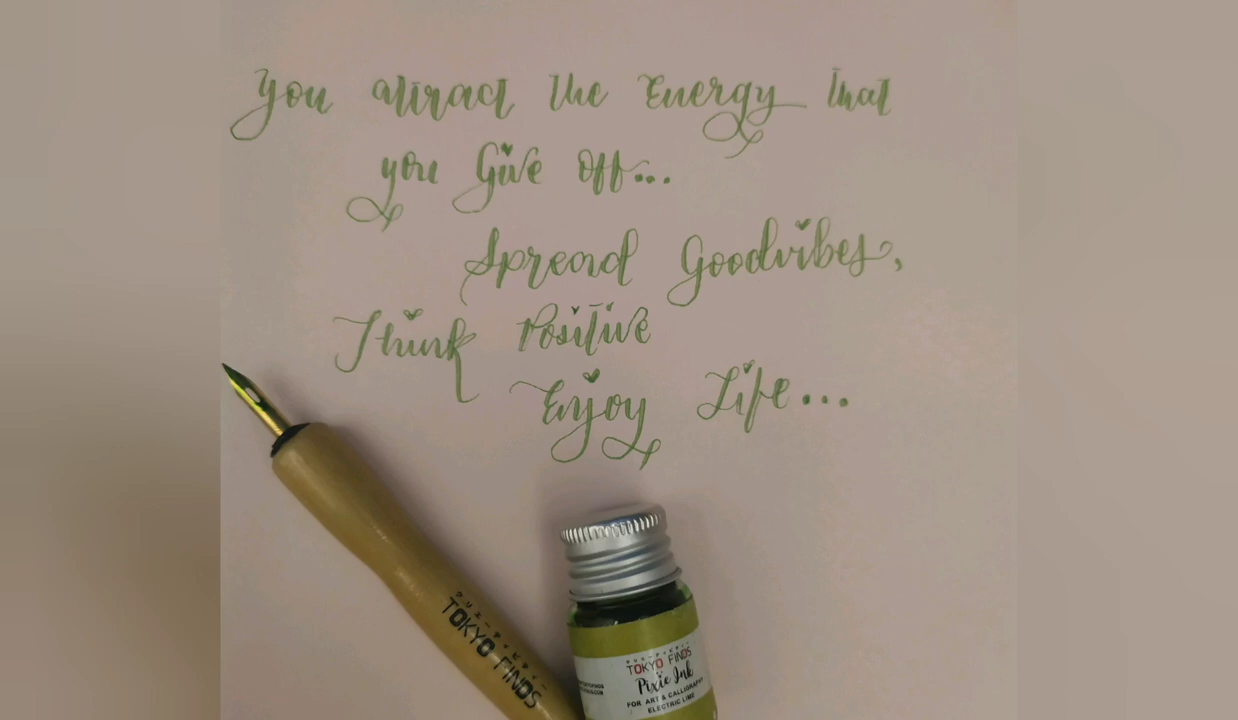 You attract the Energy that
you Give off...
Spread Goodvibes,
Think Positive
Enjoy Life...
TOKYO FINDS
TOKYO FINDS
Pixie Ink
FOR ART & CALLIGRAPHY
ELECTRIC LIME